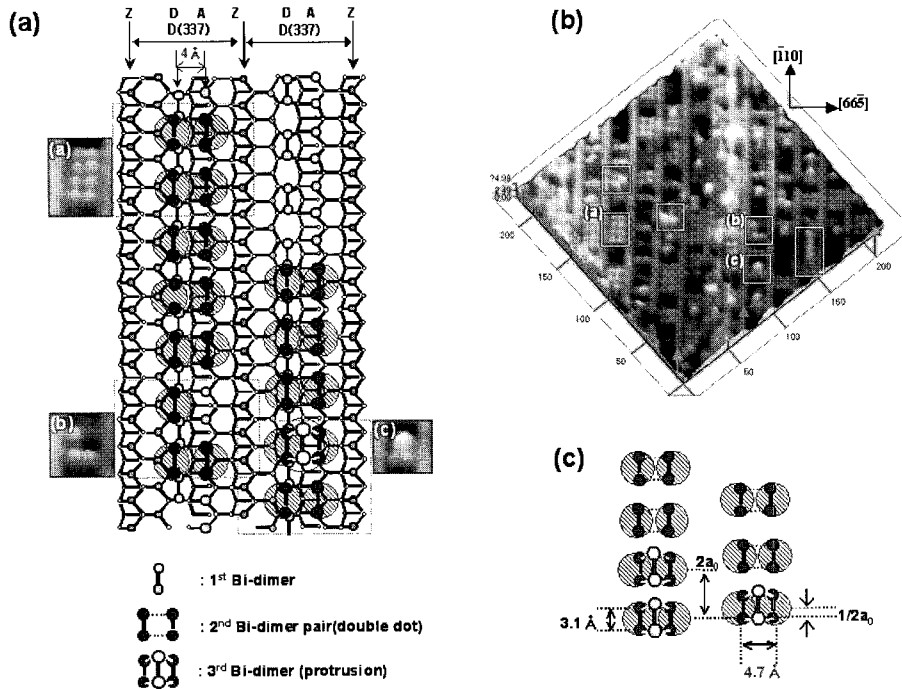 (a)
Z D A D A Z
D(337) D(337)
4 Å
(a)
(b)
(c)
: 1st Bi-dimer
: 2nd Bi-dimer pair(double dot)
: 3rd Bi-dimer (protrusion)
(b)
[1̄10]
[665̄]
200
150
100
50
(a)
(b)
(c)
50
100
150
200
(c)
2a0
3.1 Å
1/2a0
4.7 Å